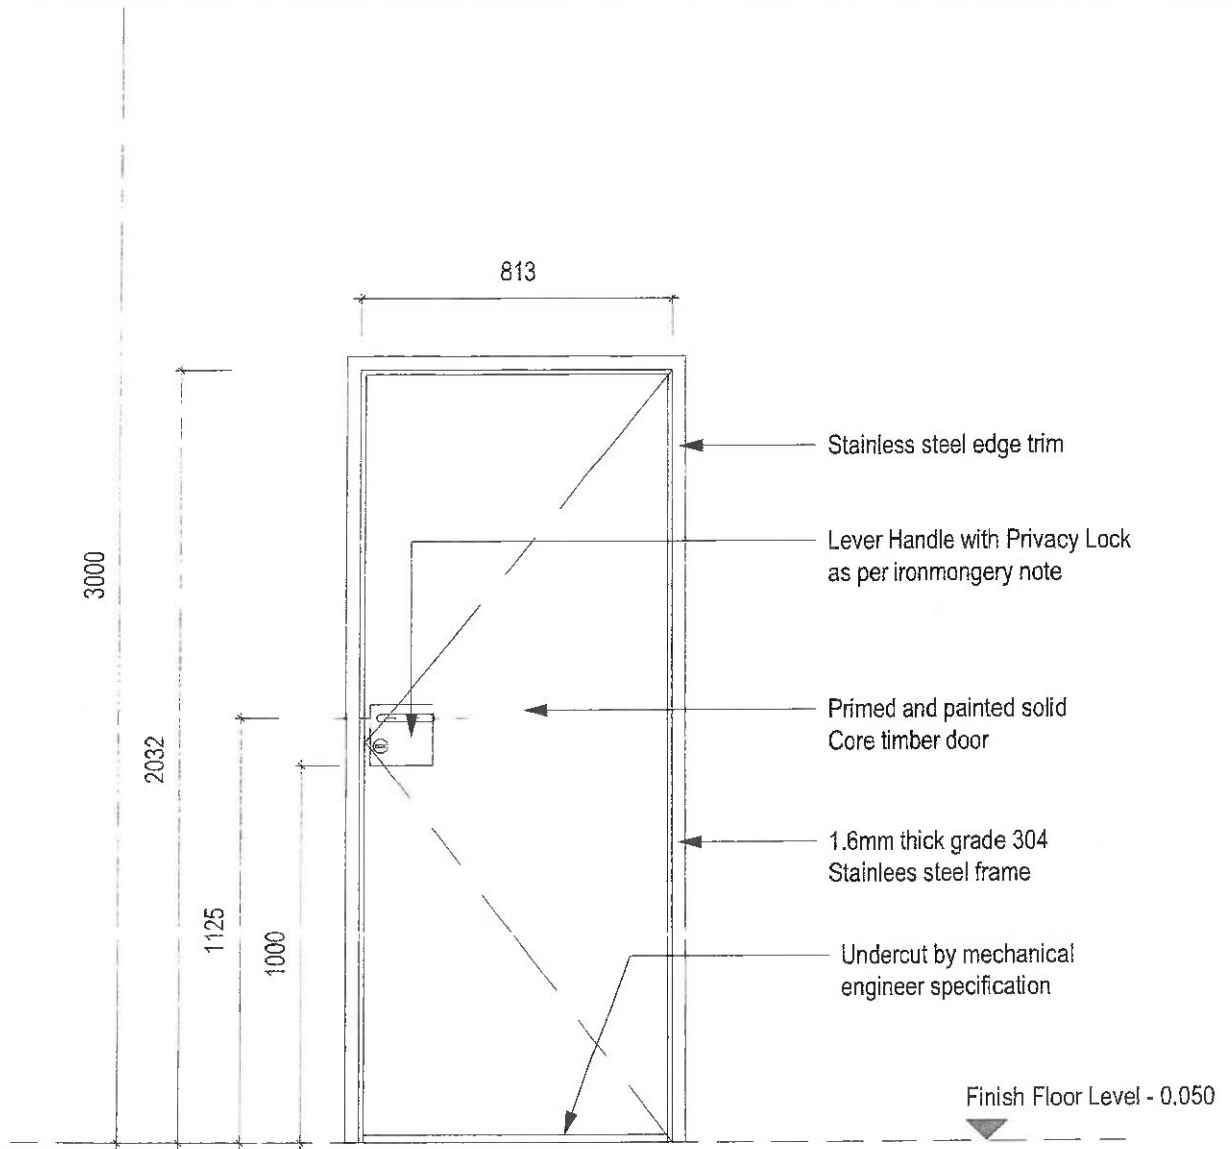 813
Stainless steel edge trim
Lever Handle with Privacy Lock
as per ironmongery note
3000
Primed and painted solid
Core timber door
2032
1.6mm thick grade 304
Stainlees steel frame
1125
1000
Undercut by mechanical
engineer specification
Finish Floor Level - 0.050